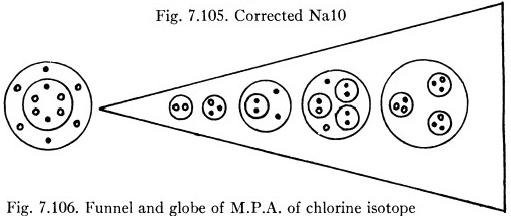 Fig. 7.105. Corrected Na10
Fig. 7.106. Funnel and globe of M.P.A. of chlorine isotope